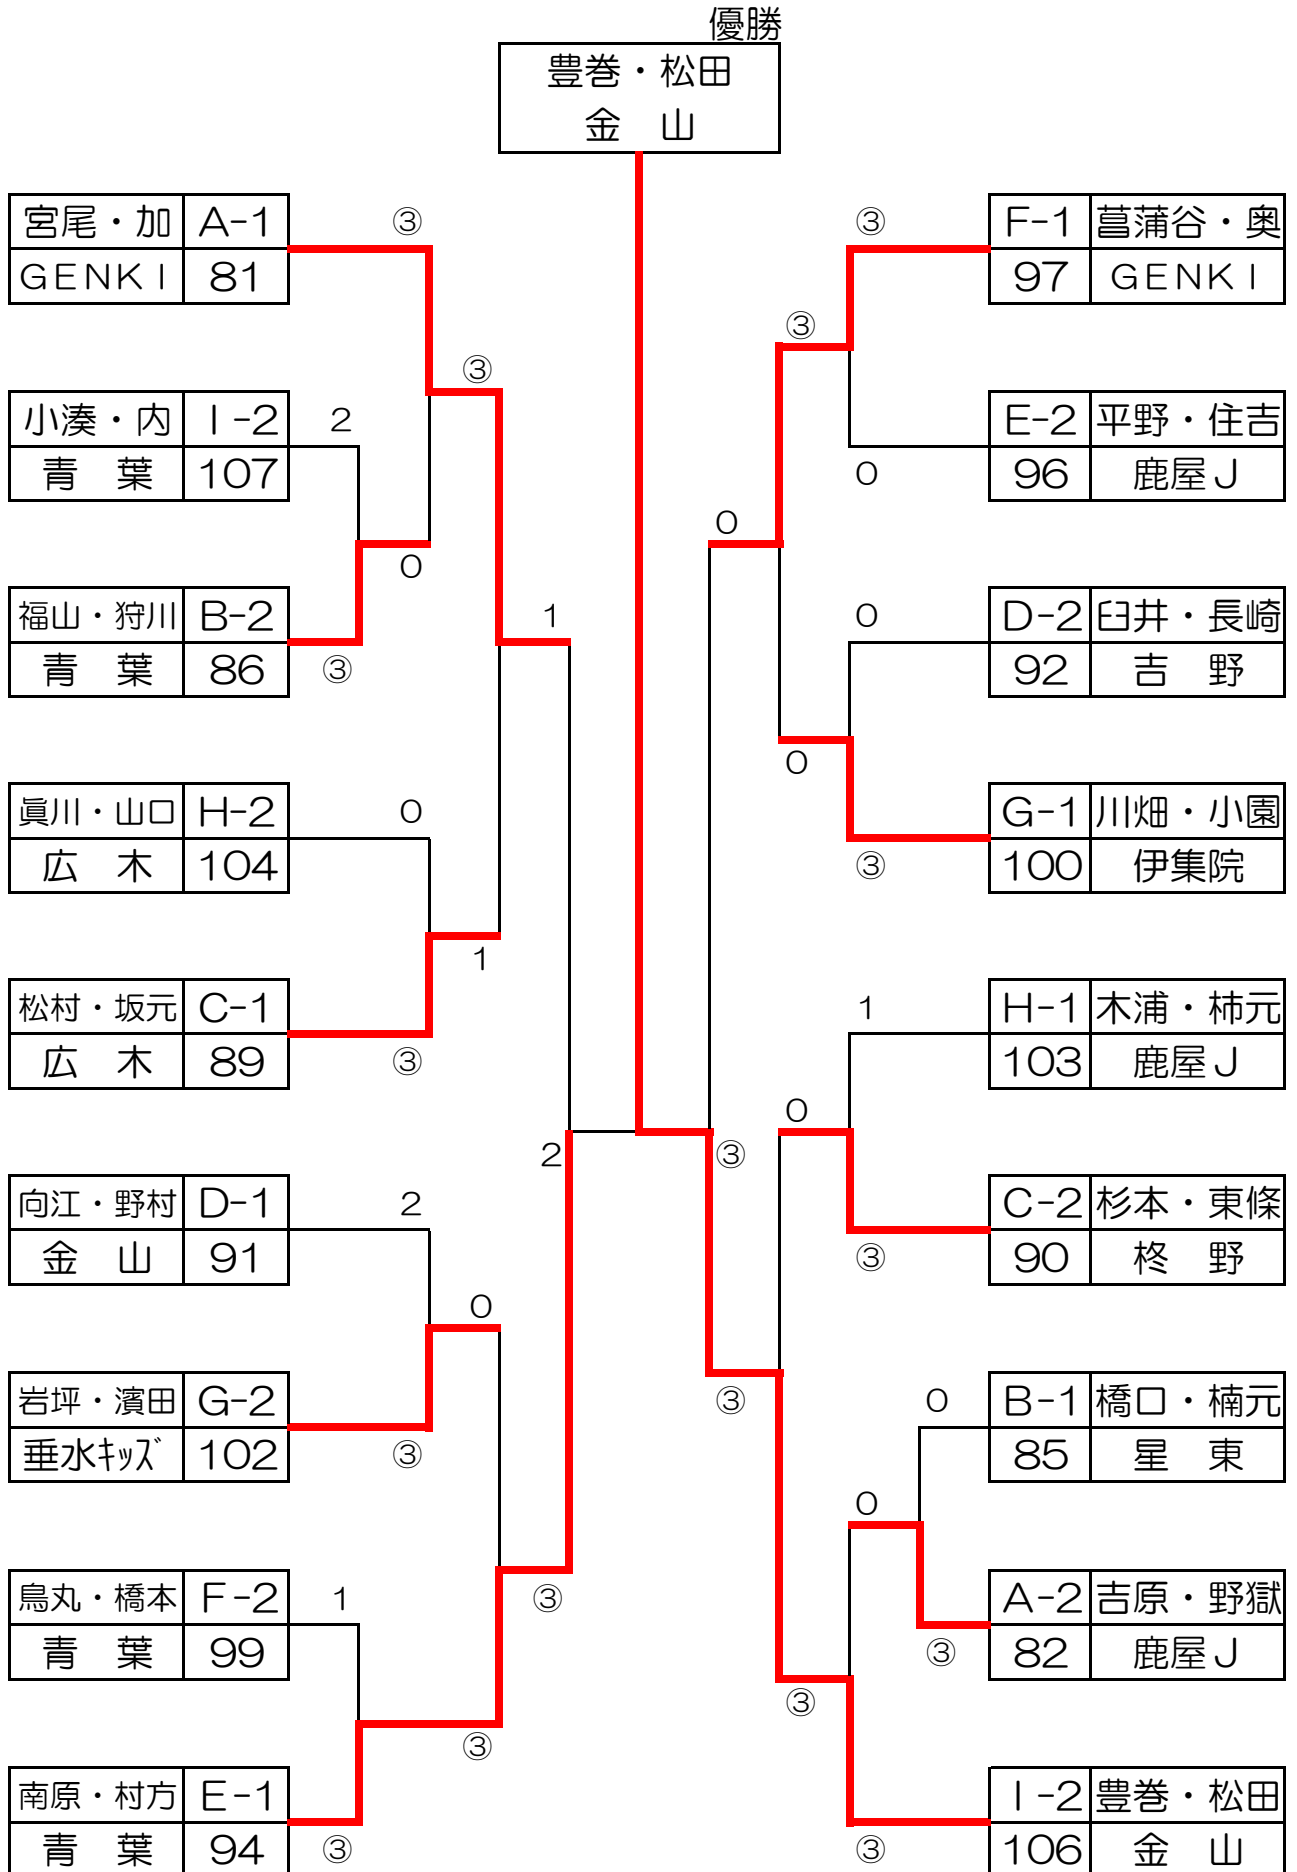 優勝
豊巻・松田
金　山
宮尾・加 A-1
GENKI 81
③
③
小湊・内 I-2
青　葉 107
2
0
福山・狩川 B-2
青　葉 86
③
1
眞川・山口 H-2
広　木 104
0
1
松村・坂元 C-1
広　木 89
③
2
向江・野村 D-1
金　山 91
2
0
岩坪・濱田 G-2
垂水ｷｯｽﾞ 102
③
③
鳥丸・橋本 F-2
青　葉 99
1
③
南原・村方 E-1
青　葉 94
③
③
F-1 菖蒲谷・奥
97 GENKI
③
E-2 平野・住吉
96 鹿屋J
0
0
D-2 臼井・長崎
92 吉　野
0
0
G-1 川畑・小園
100 伊集院
③
H-1 木浦・柿元
103 鹿屋J
1
0
③
C-2 杉本・東條
90 柊　野
③
③
B-1 橋口・楠元
85 星　東
0
0
A-2 吉原・野獄
82 鹿屋J
③
③
I-2 豊巻・松田
106 金　山
③